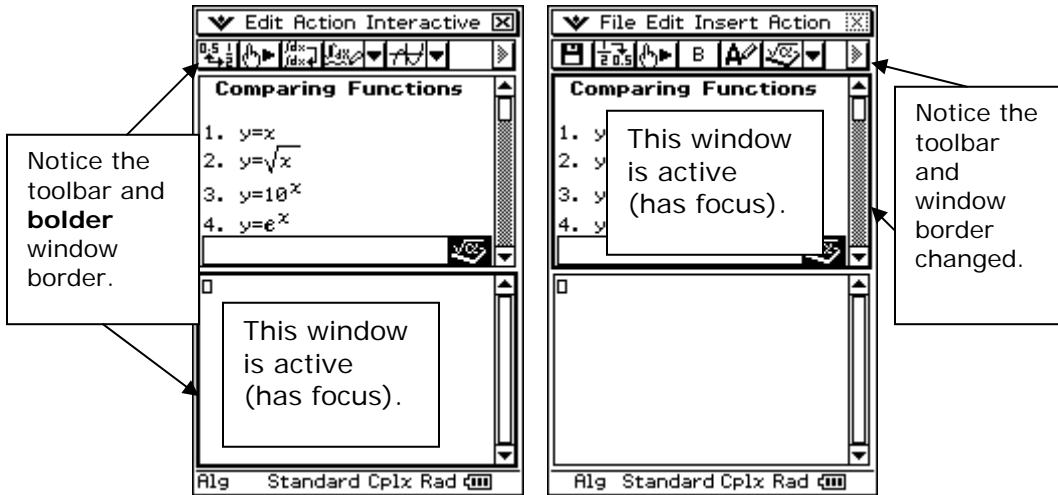 Edit Action Interactive
Comparing Functions
1. y=x
2. y=√x
3. y=10^x
4. y=e^x
This window
is active
(has focus).
Alg Standard Cplx Rad
Notice the
toolbar and
bolder
window
border.
File Edit Insert Action
B
Comparing Functions
1. y
2. y
3. y
4. y
This window
is active
(has focus).
Alg Standard Cplx Rad
Notice the
toolbar
and
window
border
changed.